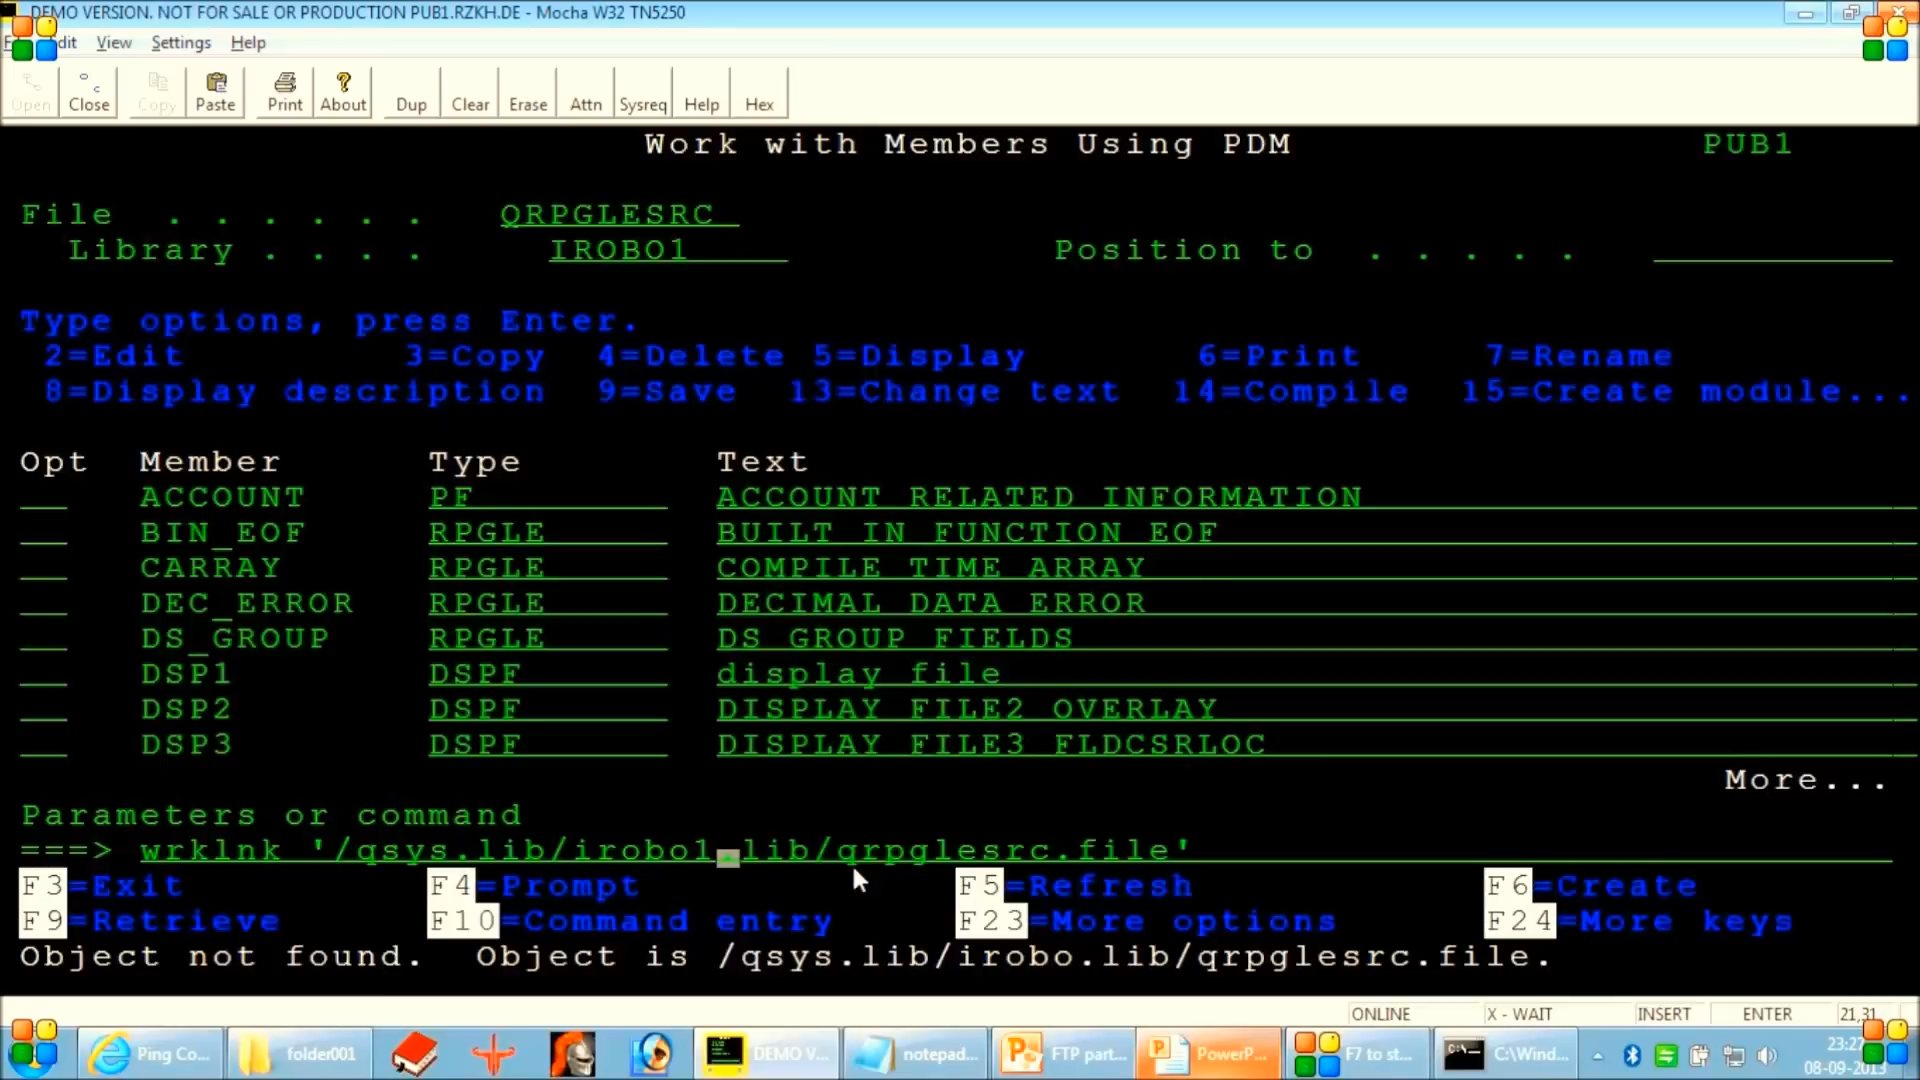 DEMO VERSION. NOT FOR SALE OR PRODUCTION PUB1.RZKH.DE - Mocha W32 TN5250
View Settings Help
Open Close Copy Paste Print About Dup Clear Erase Attn Sysreq Help Hex
Work with Members Using PDM PUB1
File . . . . . . QRPGLESRC
Library . . . . IROBO1 Position to . . . . .
Type options, press Enter.
2=Edit 3=Copy 4=Delete 5=Display 6=Print 7=Rename
8=Display description 9=Save 13=Change text 14=Compile 15=Create module...
Opt Member Type Text
ACCOUNT PF ACCOUNT RELATED INFORMATION
BIN_EOF RPGLE BUILT IN FUNCTION EOF
CARRAY RPGLE COMPILE TIME ARRAY
DEC_ERROR RPGLE DECIMAL DATA ERROR
DS_GROUP RPGLE DS GROUP FIELDS
DSP1 DSPF display file
DSP2 DSPF DISPLAY FILE2 OVERLAY
DSP3 DSPF DISPLAY FILE3 FLDCSRLOC
More...
Parameters or command
===> wrklnk '/qsys.lib/irobo1.lib/qrpglesrc.file'
F3=Exit F4=Prompt F5=Refresh F6=Create
F9=Retrieve F10=Command entry F23=More options F24=More keys
Object not found. Object is /qsys.lib/irobo.lib/qrpglesrc.file.
ONLINE X - WAIT INSERT ENTER 21,31
Ping Co... folder001 DEMO V... notepad... FTP part... PowerP... F7 to st... C:\Wind... 23:27
08-09-2013